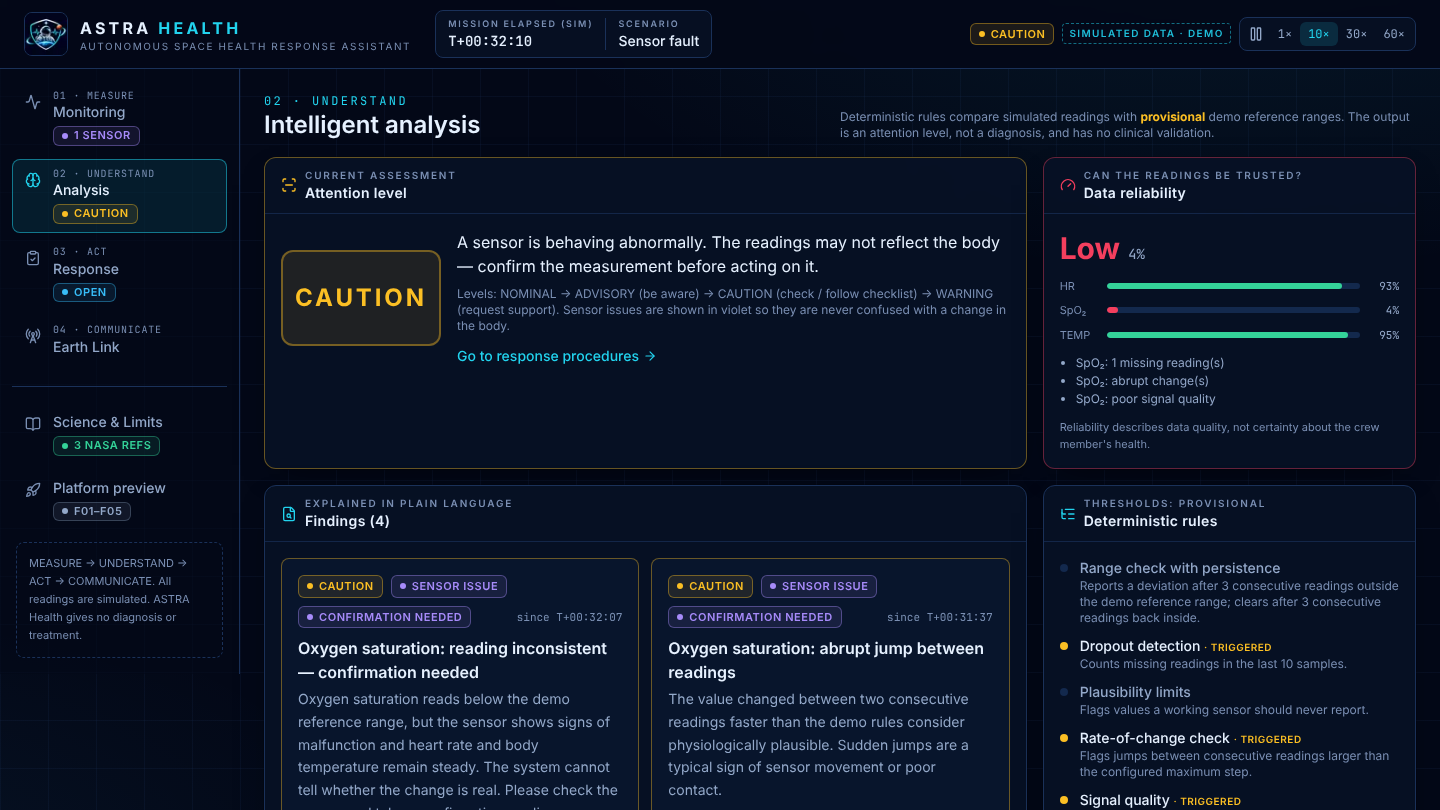 ASTRA HEALTH
AUTONOMOUS SPACE HEALTH RESPONSE ASSISTANT
MISSION ELAPSED (SIM)
T+00:32:10
SCENARIO
Sensor fault
CAUTION
SIMULATED DATA · DEMO
1×
10×
30×
60×
01 · MEASURE
Monitoring
1 SENSOR
02 · UNDERSTAND
Analysis
CAUTION
03 · ACT
Response
OPEN
04 · COMMUNICATE
Earth Link
Science & Limits
3 NASA REFS
Platform preview
F01–F05
MEASURE → UNDERSTAND →
ACT → COMMUNICATE. All
readings are simulated. ASTRA
Health gives no diagnosis or
treatment.
02 · UNDERSTAND
Intelligent analysis
Deterministic rules compare simulated readings with provisional demo reference ranges. The output
is an attention level, not a diagnosis, and has no clinical validation.
CURRENT ASSESSMENT
Attention level
CAUTION
A sensor is behaving abnormally. The readings may not reflect the body
— confirm the measurement before acting on it.
Levels: NOMINAL → ADVISORY (be aware) → CAUTION (check / follow checklist) → WARNING
(request support). Sensor issues are shown in violet so they are never confused with a change in
the body.
Go to response procedures →
CAN THE READINGS BE TRUSTED?
Data reliability
Low 4%
HR 93%
SpO₂ 4%
TEMP 95%
• SpO₂: 1 missing reading(s)
• SpO₂: abrupt change(s)
• SpO₂: poor signal quality
Reliability describes data quality, not certainty about the crew
member's health.
EXPLAINED IN PLAIN LANGUAGE
Findings (4)
CAUTION
SENSOR ISSUE
CONFIRMATION NEEDED
since T+00:32:07
Oxygen saturation: reading inconsistent
— confirmation needed
Oxygen saturation reads below the demo
reference range, but the sensor shows signs of
malfunction and heart rate and body
temperature remain steady. The system cannot
tell whether the change is real. Please check the
CAUTION
SENSOR ISSUE
CONFIRMATION NEEDED
since T+00:31:37
Oxygen saturation: abrupt jump between
readings
The value changed between two consecutive
readings faster than the demo rules consider
physiologically plausible. Sudden jumps are a
typical sign of sensor movement or poor
contact.
THRESHOLDS: PROVISIONAL
Deterministic rules
Range check with persistence
Reports a deviation after 3 consecutive readings outside
the demo reference range; clears after 3 consecutive
readings back inside.
Dropout detection · TRIGGERED
Counts missing readings in the last 10 samples.
Plausibility limits
Flags values a working sensor should never report.
Rate-of-change check · TRIGGERED
Flags jumps between consecutive readings larger than
the configured maximum step.
Signal quality · TRIGGERED